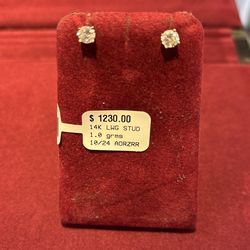 $ 1230.00
14K LWG STUD
1.0 grms
10/24 AORZRR